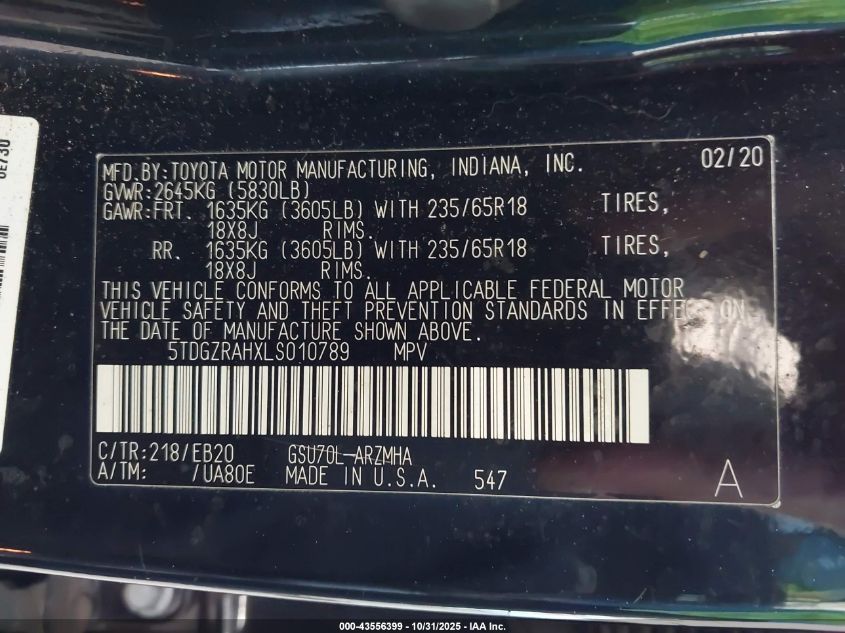 MFD.BY:TOYOTA MOTOR MANUFACTURING, INDIANA, INC. 02/20
GVWR:2645KG (5830LB)
GAWR:FRT. 1635KG (3605LB) WITH 235/65R18 TIRES,
18X8J RIMS.
RR. 1635KG (3605LB) WITH 235/65R18 TIRES,
18X8J RIMS.
THIS VEHICLE CONFORMS TO ALL APPLICABLE FEDERAL MOTOR
VEHICLE SAFETY AND THEFT PREVENTION STANDARDS IN EFFECT ON
THE DATE OF MANUFACTURE SHOWN ABOVE.
5TDGZRAHXLS010789 MPV
C/TR:218/EB20 GSU70L-ARZMHA
A/TM: /UA80E MADE IN U.S.A. 547 A
000-43556399 - 10/31/2025 - IAA Inc.